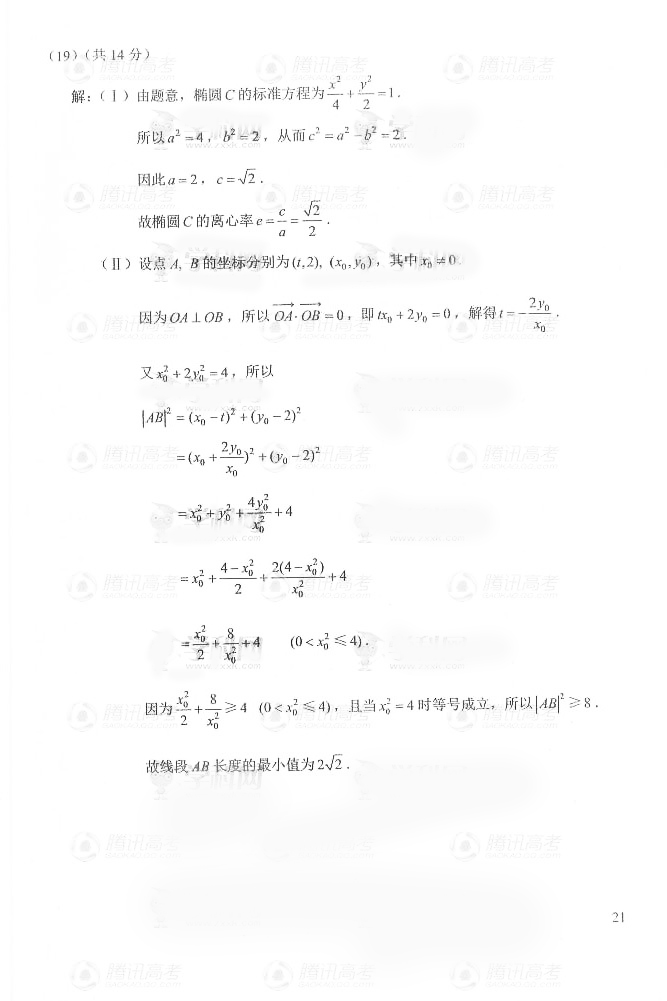 (19)(共14分)
解:(Ⅰ)由题意,椭圆C的标准方程为x²/4+y²/2=1.
所以a²=4,b²=2,从而c²=a²-b²=2.
因此a=2,c=√2.
故椭圆C的离心率e=c/a=√2/2.
(Ⅱ)设点A,B的坐标分别为(t,2),(x₀,y₀),其中x₀≠0
因为OA⊥OB,所以OA·OB=0,即tx₀+2y₀=0,解得t=-2y₀/x₀.
又x₀²+2y₀²=4,所以
|AB|²=(x₀-t)²+(y₀-2)²
=(x₀+2y₀/x₀)²+(y₀-2)²
=x₀²+y₀²+4y₀²/x₀²+4
=x₀²+(4-x₀²)/2+2(4-x₀²)/x₀²+4
=x₀²/2+8/x₀²+4 (0<x₀²≤4).
因为x₀²/2+8/x₀²≥4 (0<x₀²≤4),且当x₀²=4时等号成立,所以|AB|²≥8.
故线段AB长度的最小值为2√2.
21